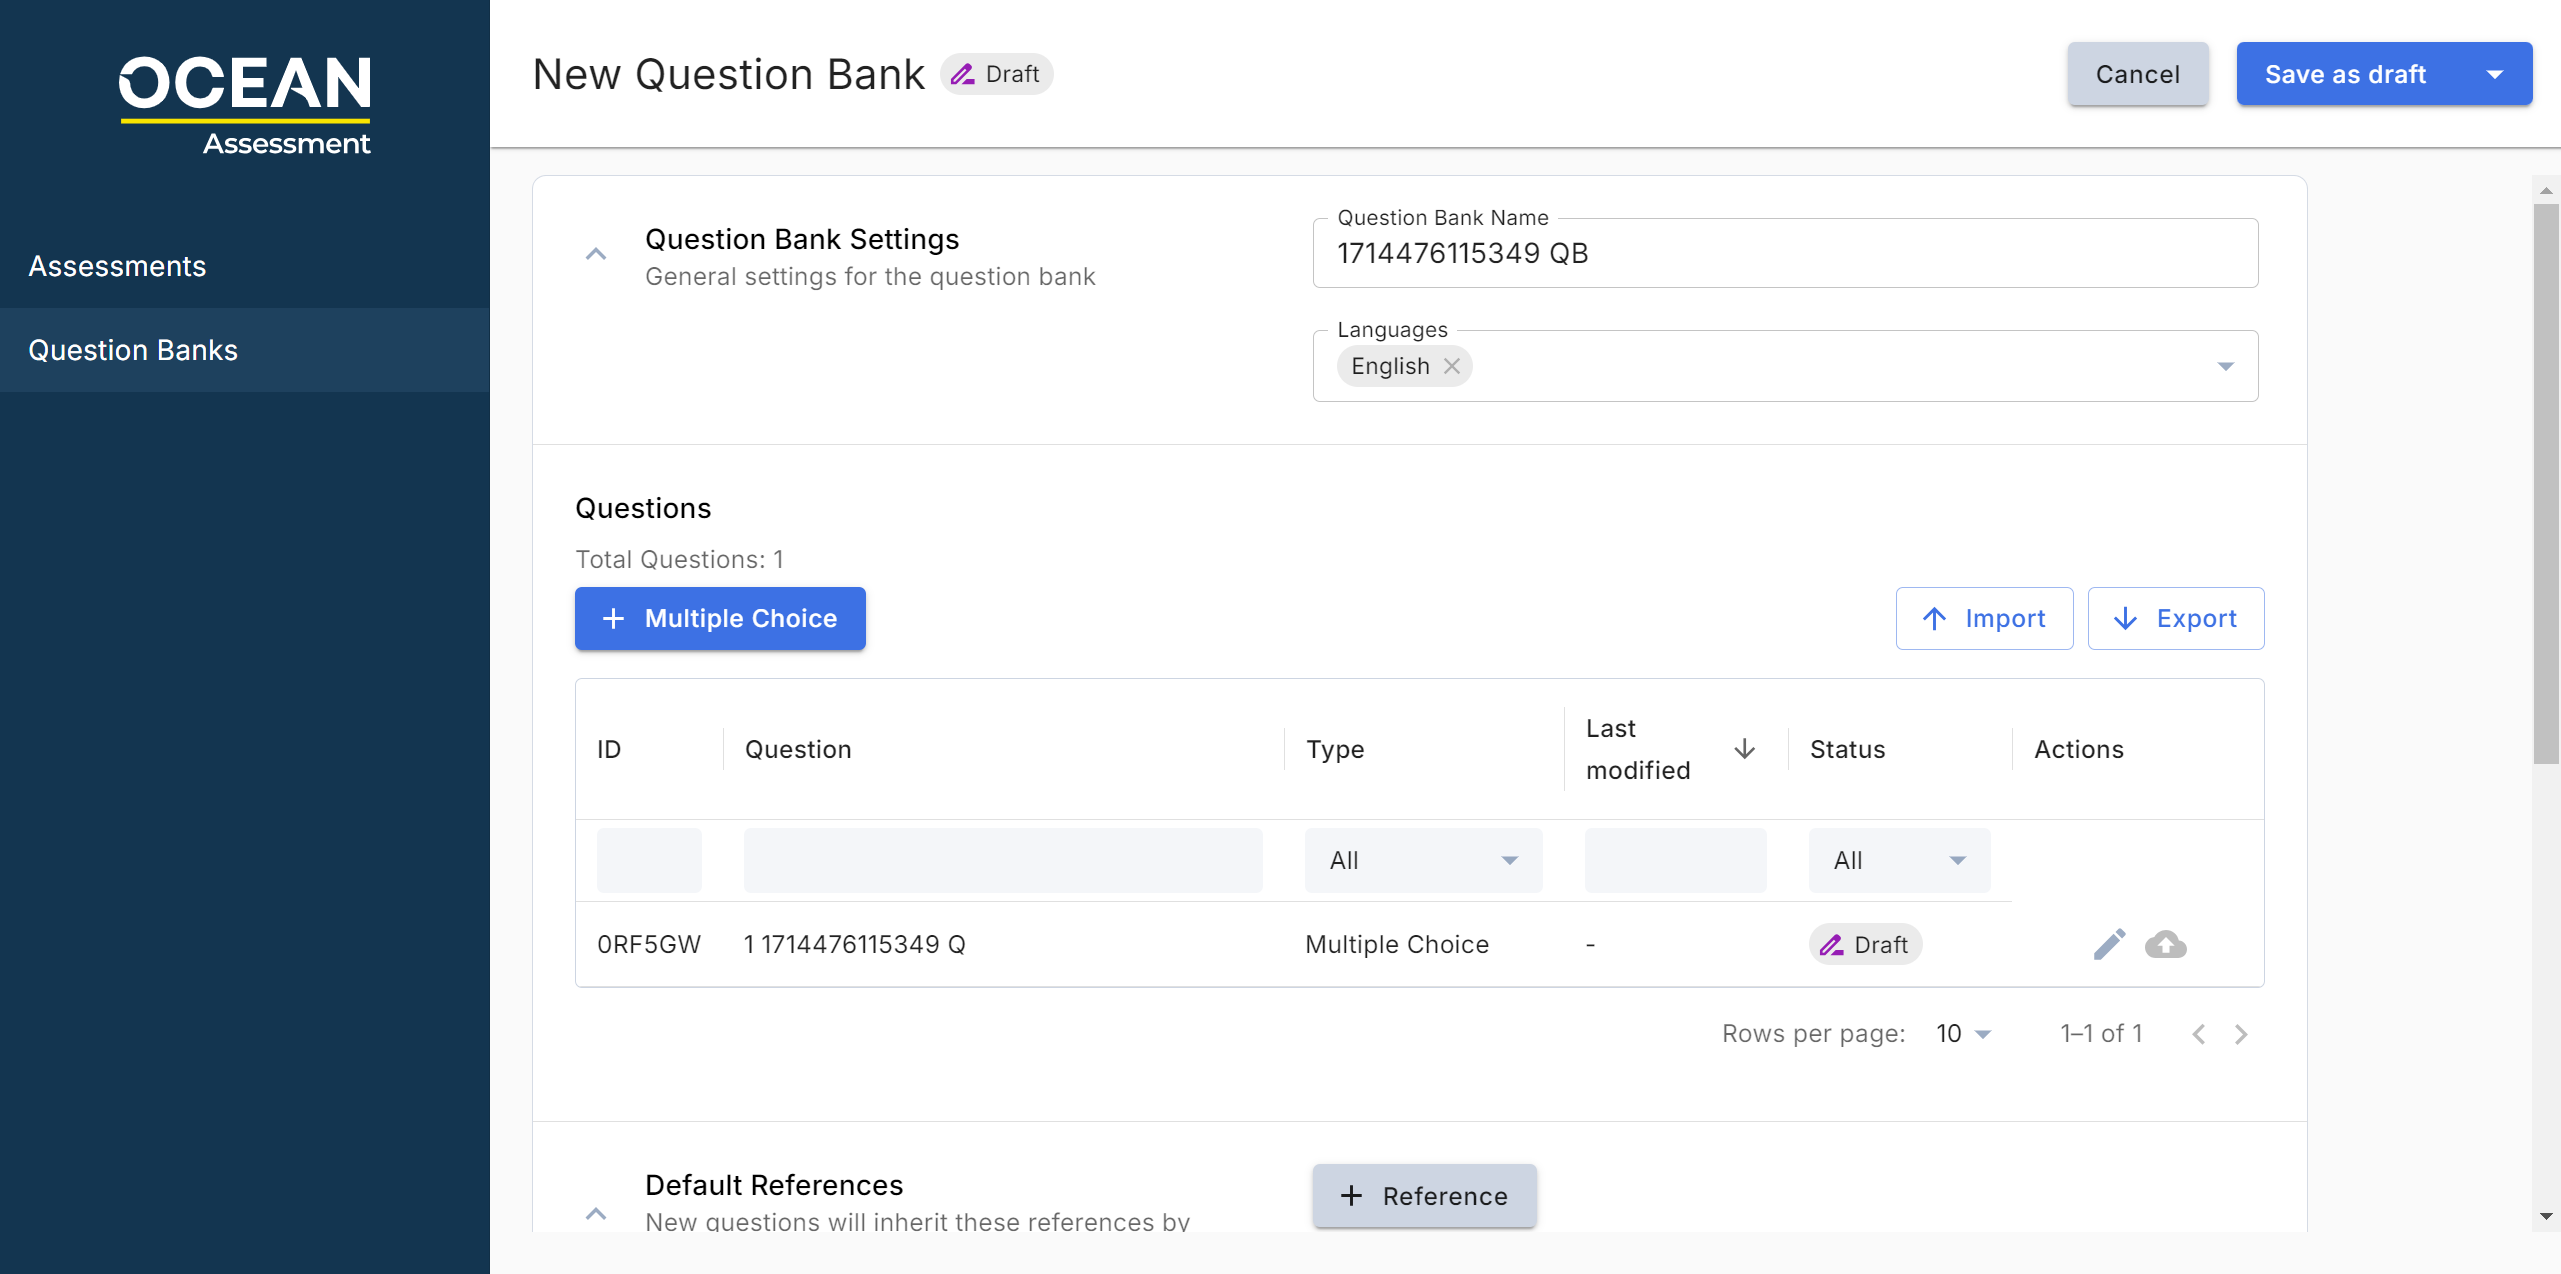 OCEAN
Assessment
Assessments
Question Banks
New Question Bank
Draft
Cancel
Save as draft
Question Bank Settings
General settings for the question bank
Question Bank Name
1714476115349 QB
Languages
English
Questions
Total Questions: 1
Multiple Choice
Import
Export
ID
Question
Type
Last
modified
Status
Actions
All
All
0RF5GW
1 1714476115349 Q
Multiple Choice
-
Draft
Rows per page:
10
1–1 of 1
Default References
New questions will inherit these references by
Reference